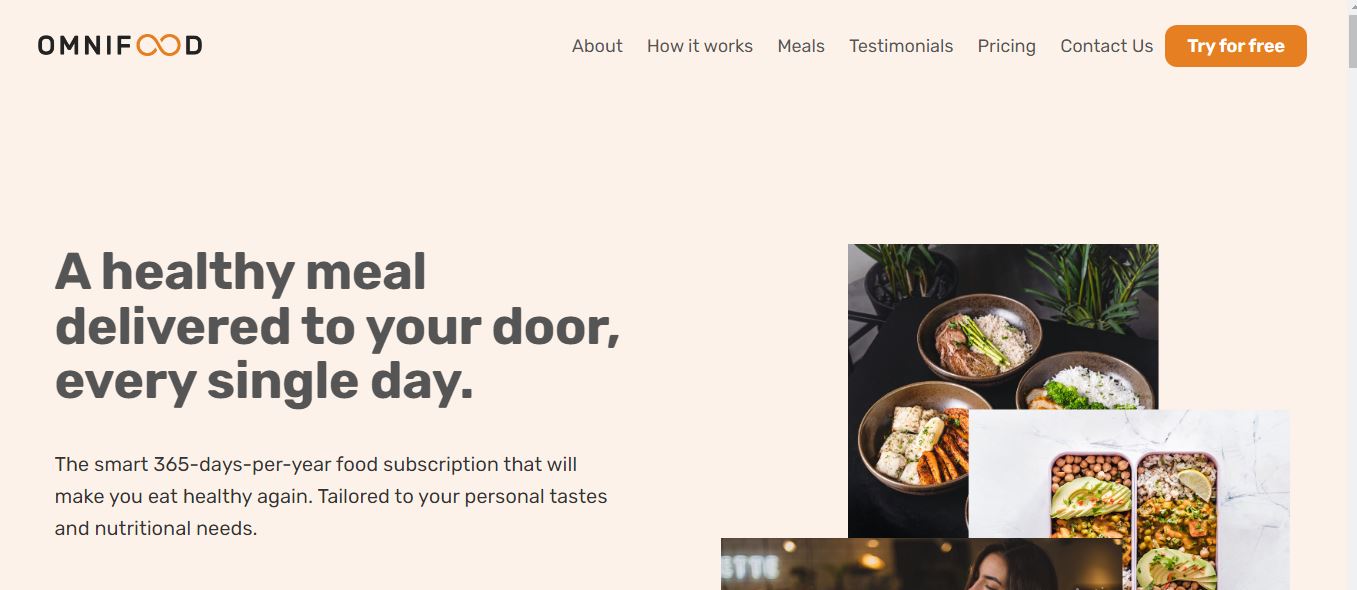 OMNIFOOD
About How it works Meals Testimonials Pricing Contact Us Try for free
A healthy meal
delivered to your door,
every single day.
The smart 365-days-per-year food subscription that will
make you eat healthy again. Tailored to your personal tastes
and nutritional needs.
ETTE